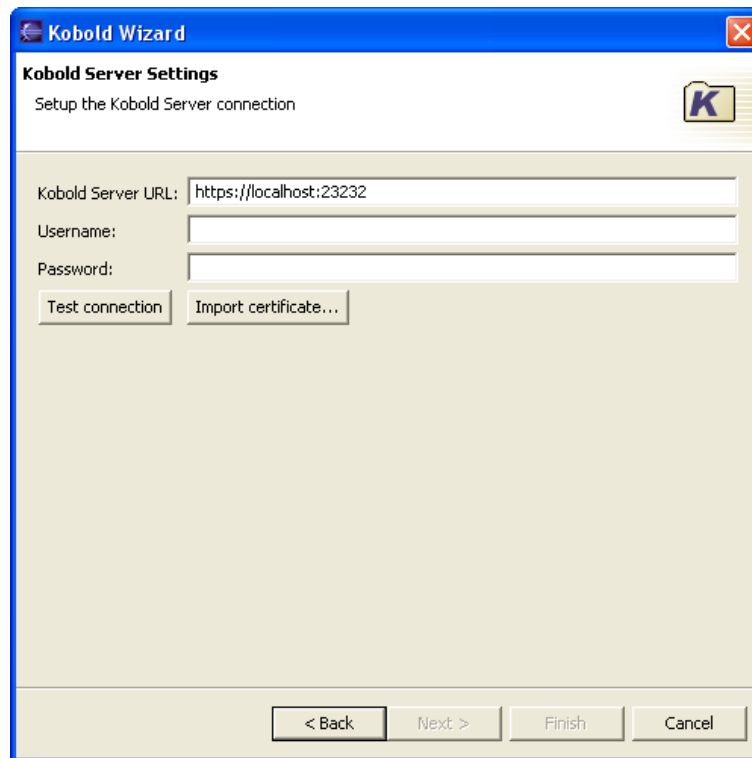 Kobold Wizard
Kobold Server Settings
Setup the Kobold Server connection
K
Kobold Server URL: https://localhost:23232
Username:
Password:
Test connection Import certificate...
< Back Next > Finish Cancel